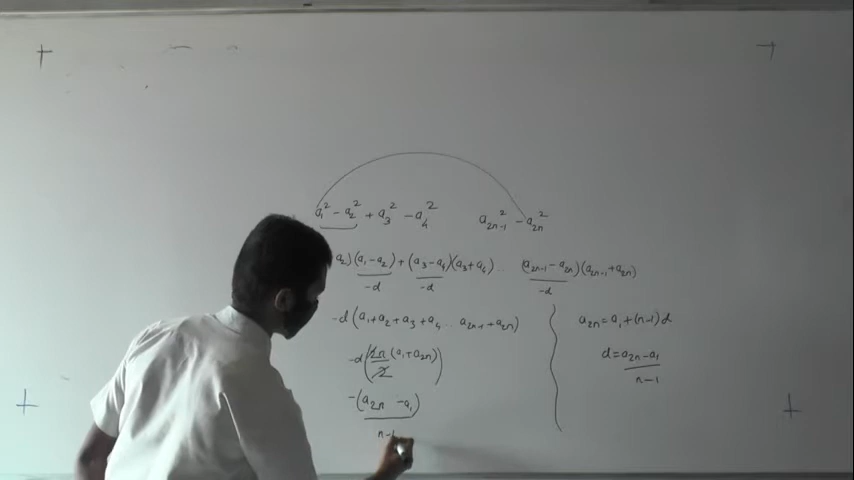 a₁² - a₂² + a₃² - a₄² a₂ₙ₋₁² - a₂ₙ²
a₂)(a₁-a₂) + (a₃-a₄)(a₃+a₄) .. (a₂ₙ₋₁ - a₂ₙ)(a₂ₙ₋₁+a₂ₙ)
-d -d -d
-d(a₁+a₂+a₃+a₄ .. a₂ₙ₋₁+a₂ₙ)
-d(2n/2 (a₁+a₂ₙ))
-(a₂ₙ - a₁)
n-1
a₂ₙ = a₁ + (n-1)d
d = a₂ₙ-a₁
n-1